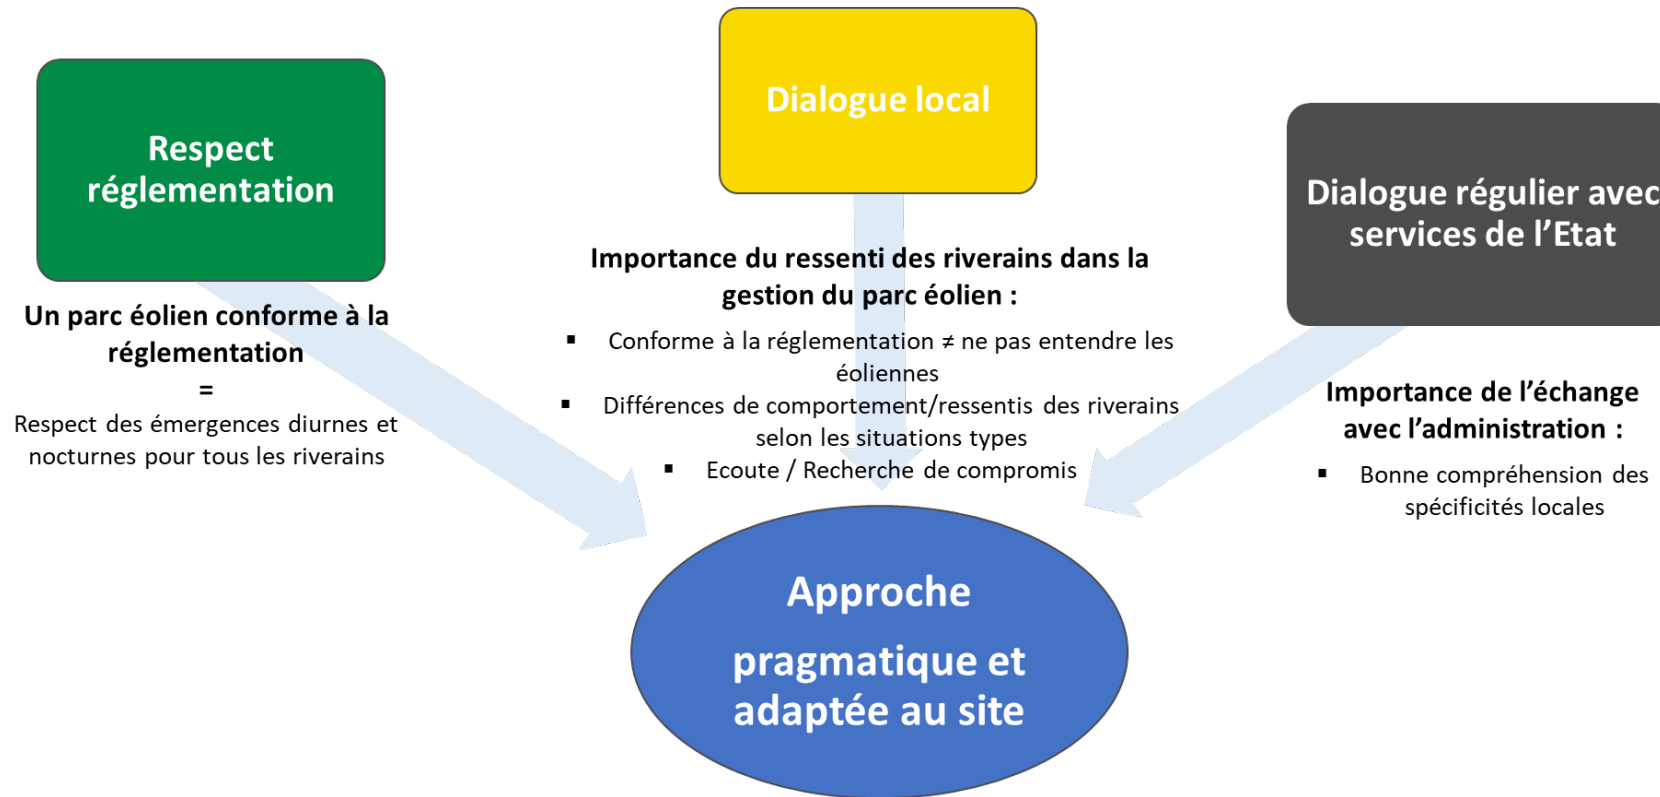 Respect
réglementation
Un parc éolien conforme à la
réglementation
=
Respect des émergences diurnes et
nocturnes pour tous les riverains
Dialogue local
Importance du ressenti des riverains dans la
gestion du parc éolien :
▪ Conforme à la réglementation ≠ ne pas entendre les
éoliennes
▪ Différences de comportement/ressentis des riverains
selon les situations types
▪ Ecoute / Recherche de compromis
Dialogue régulier avec
services de l'Etat
Importance de l'échange
avec l'administration :
▪ Bonne compréhension des
spécificités locales
Approche
pragmatique et
adaptée au site